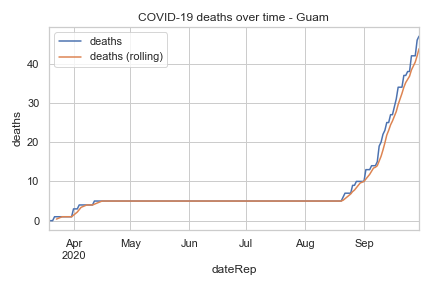 COVID-19 deaths over time - Guam
deaths
deaths (rolling)
40
30
20
10
0
deaths
Apr May Jun Jul Aug Sep
2020
dateRep